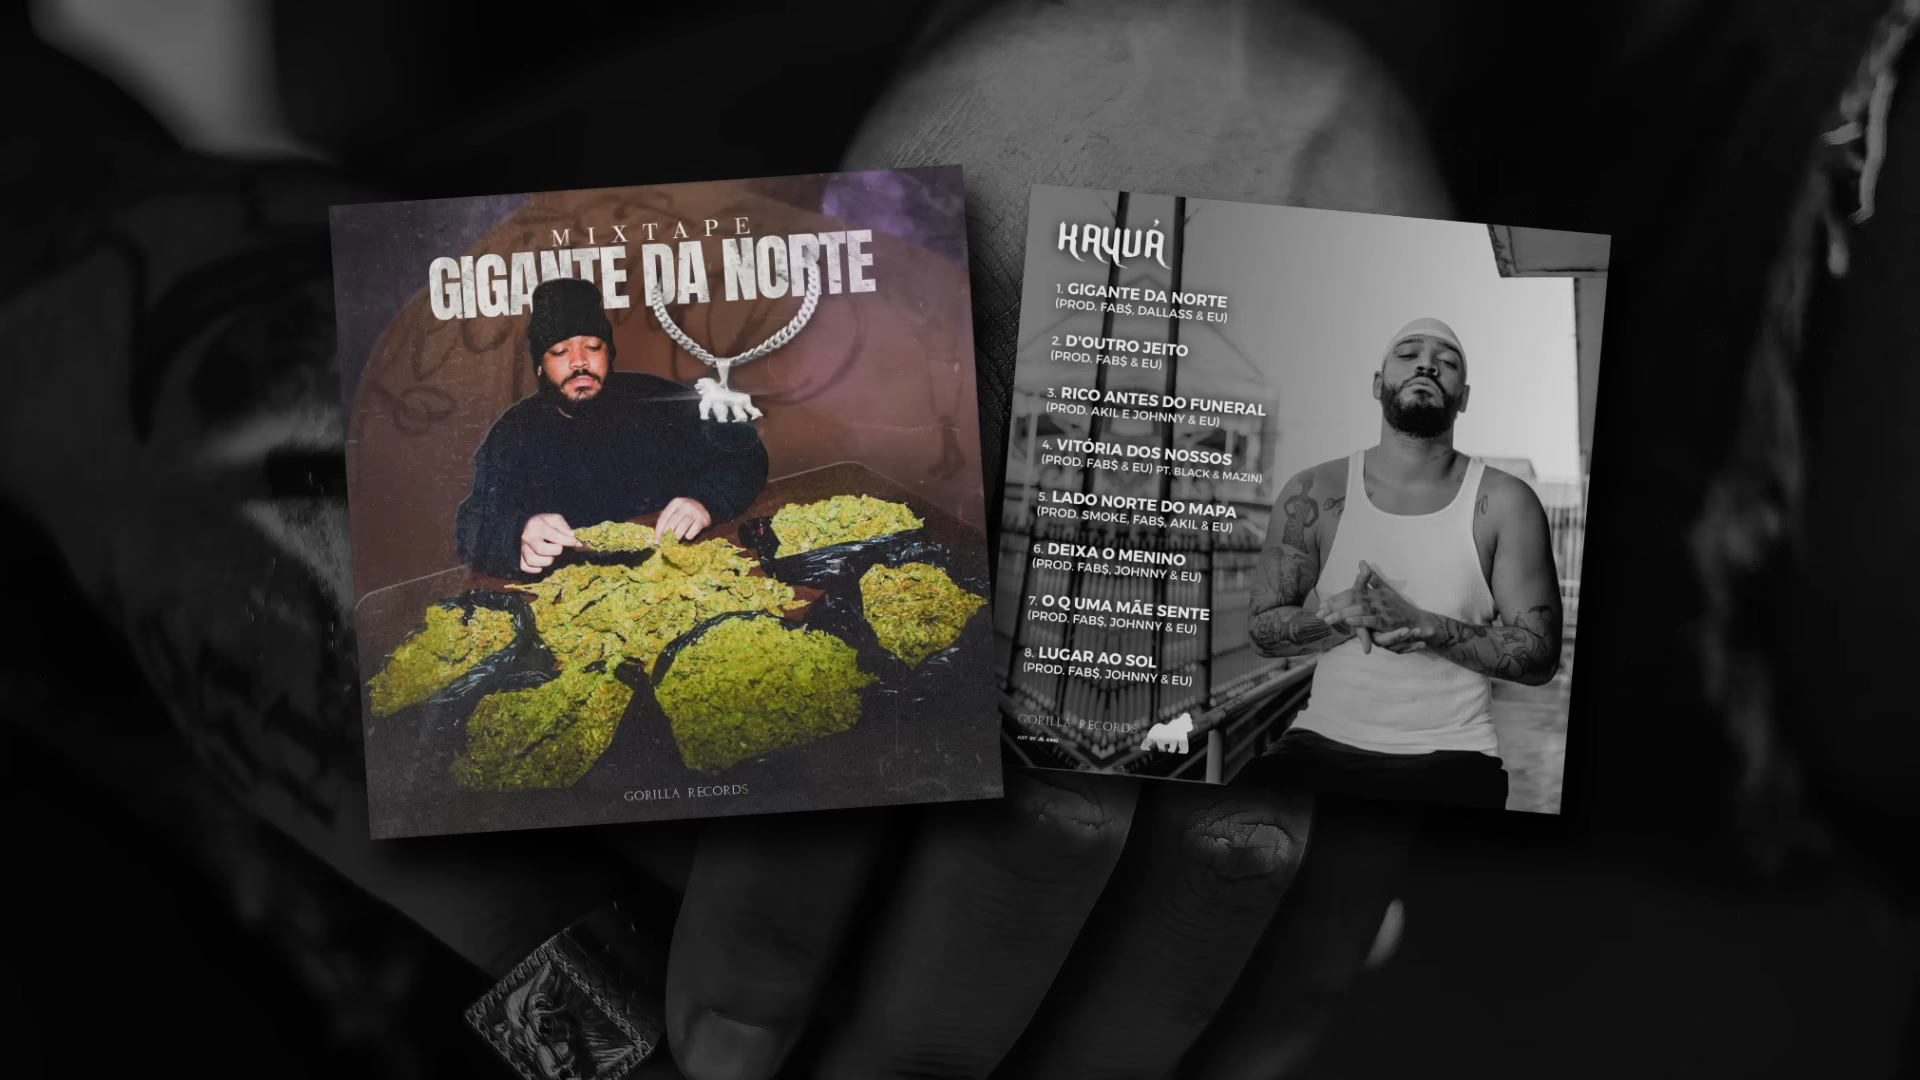 MIXTAPE
GIGANTE DA NORTE
GORILLA RECORDS
KAYUÁ
1. GIGANTE DA NORTE
(PROD. FAB$, DALLASS & EU)
2. D'OUTRO JEITO
(PROD. FAB$ & EU)
3. RICO ANTES DO FUNERAL
(PROD. AKIL E JOHNNY & EU)
4. VITÓRIA DOS NOSSOS
(PROD. FAB$ & EU) PT. BLACK & MAZIN)
5. LADO NORTE DO MAPA
(PROD. SMOKE, FAB$, AKIL & EU)
6. DEIXA O MENINO
(PROD. FAB$, JOHNNY & EU)
7. O Q UMA MÃE SENTE
(PROD. FAB$, JOHNNY & EU)
8. LUGAR AO SOL
(PROD. FAB$, JOHNNY & EU)
GORILLA RECORDS
ART BY